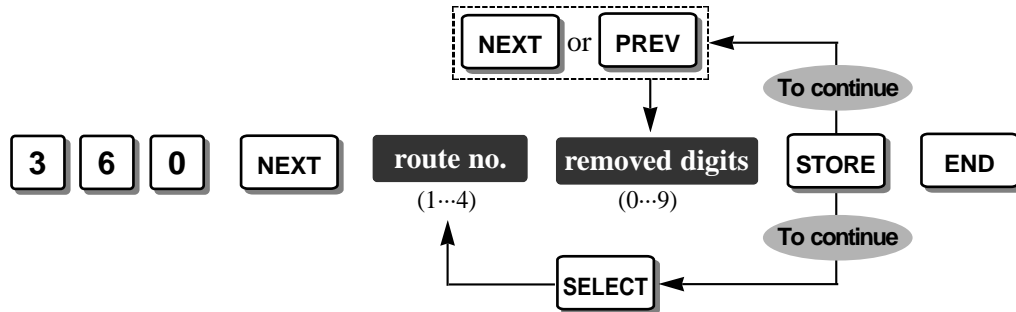 NEXT or PREV
To continue
3 6 0 NEXT route no. removed digits STORE END
(1···4) (0···9)
To continue
SELECT